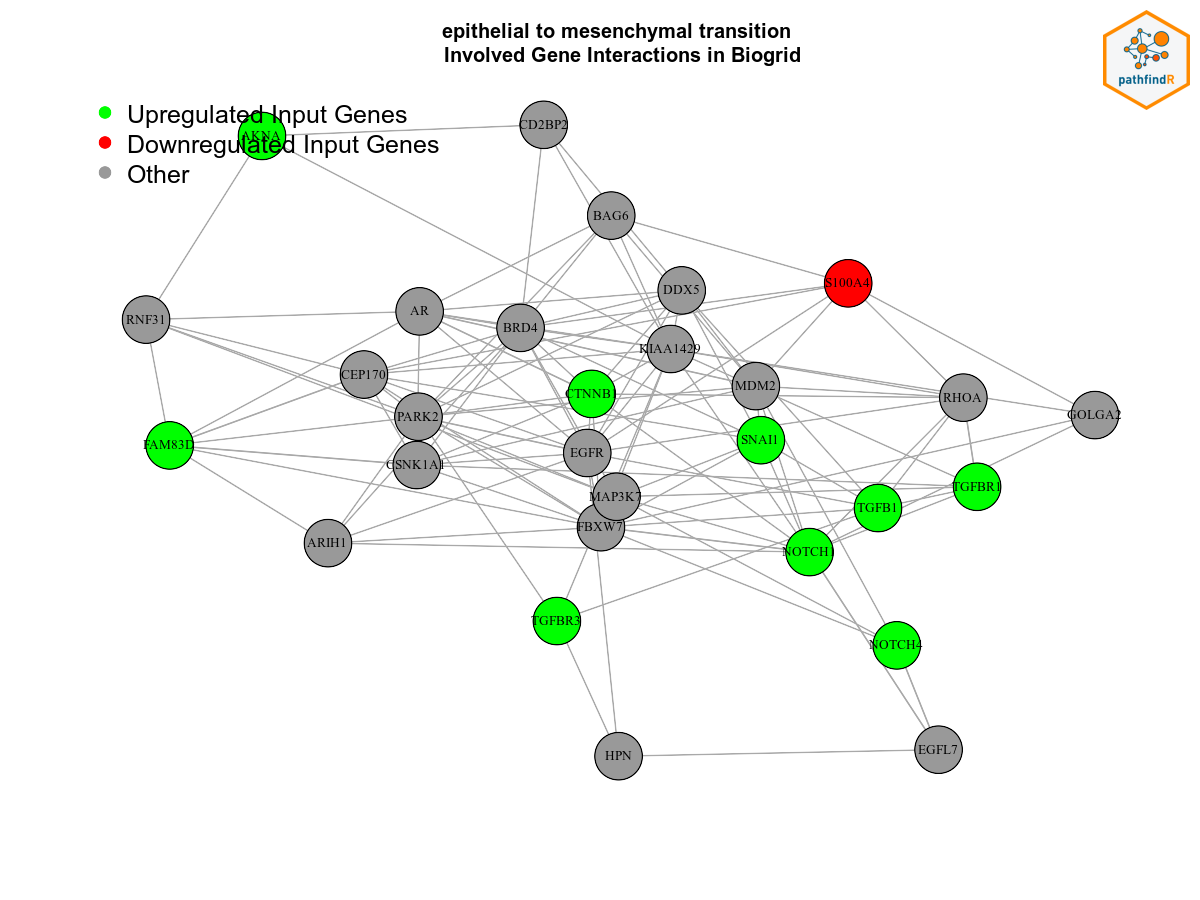 epithelial to mesenchymal transition
Involved Gene Interactions in Biogrid
pathfindR
Upregulated Input Genes
Downregulated Input Genes
Other
AKNA
CD2BP2
BAG6
DDX5
S100A4
RNF31
AR
BRD4
KIAA1429
CEP170
CTNNB1
MDM2
RHOA
GOLGA2
PARK2
FAM83D
SNAI1
EGFR
CSNK1A1
MAP3K7
TGFBR1
TGFB1
FBXW7
ARIH1
NOTCH1
TGFBR3
NOTCH4
HPN
EGFL7